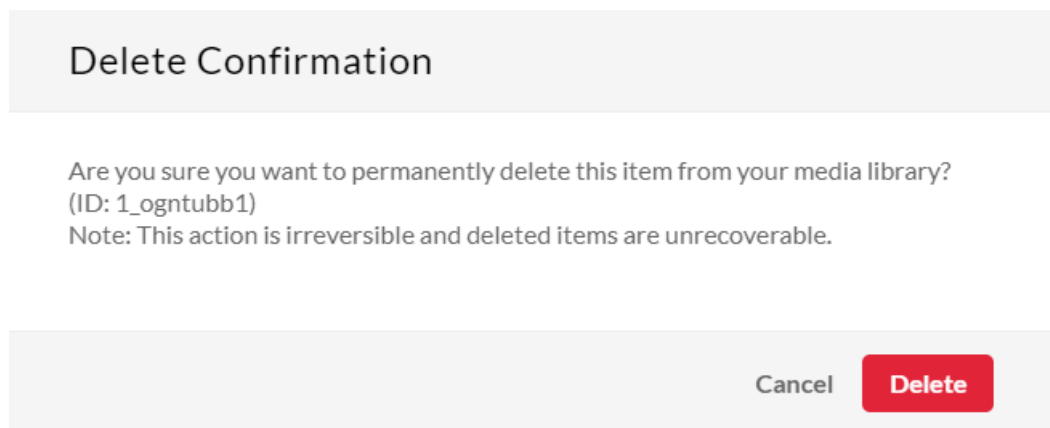 Delete Confirmation
Are you sure you want to permanently delete this item from your media library?
(ID: 1_ogntubb1)
Note: This action is irreversible and deleted items are unrecoverable.
Cancel
Delete